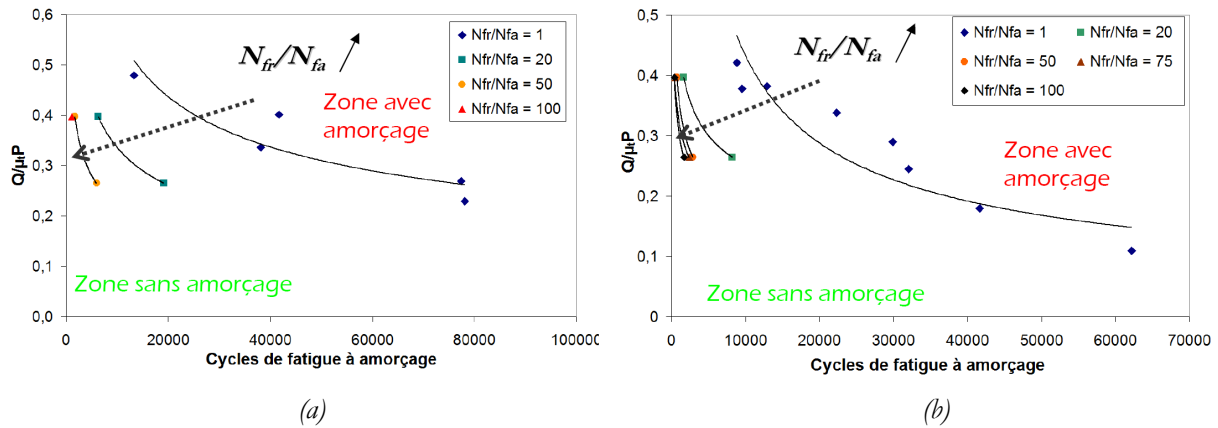 0,6
0,5
0,4
0,3
0,2
0,1
0,0
Q/μtP
0
20000
40000
60000
80000
100000
Cycles de fatigue à amorçage
Nfr/Nfa
Zone avec
amorçage
Zone sans amorçage
Nfr/Nfa = 1
Nfr/Nfa = 20
Nfr/Nfa = 50
Nfr/Nfa = 100
(a)
0,5
0,4
0,3
0,2
0,1
0
Q/μtP
0
10000
20000
30000
40000
50000
60000
70000
Cycles de fatigue à amorçage
Nfr/Nfa
Zone avec
amorçage
Zone sans amorçage
Nfr/Nfa = 1
Nfr/Nfa = 20
Nfr/Nfa = 50
Nfr/Nfa = 75
Nfr/Nfa = 100
(b)